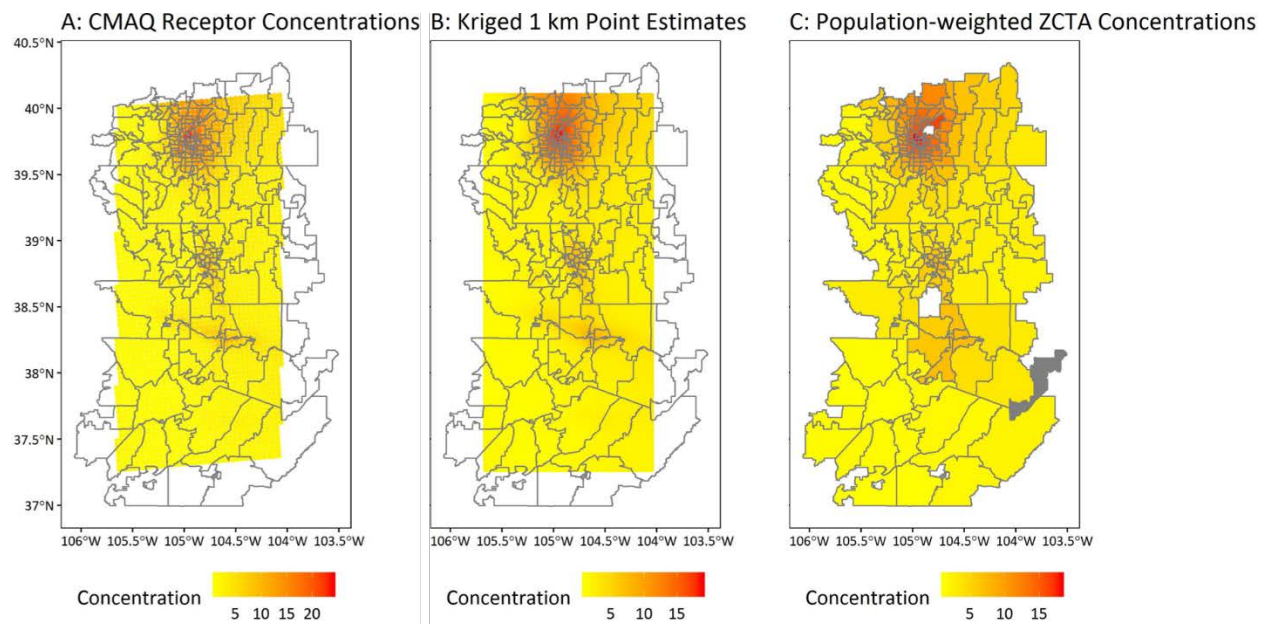 A: CMAQ Receptor Concentrations
B: Kriged 1 km Point Estimates
C: Population-weighted ZCTA Concentrations
40.5°N
40°N
39.5°N
39°N
38.5°N
38°N
37.5°N
37°N
106°W 105.5°W 105°W 104.5°W 103.5°W
106°W 105.5°W 105°W 104.5°W 103.5°W
106°W 105.5°W 105°W 104.5°W 103.5°W
Concentration 5 10 15 20
Concentration 5 10 15
Concentration 5 10 15